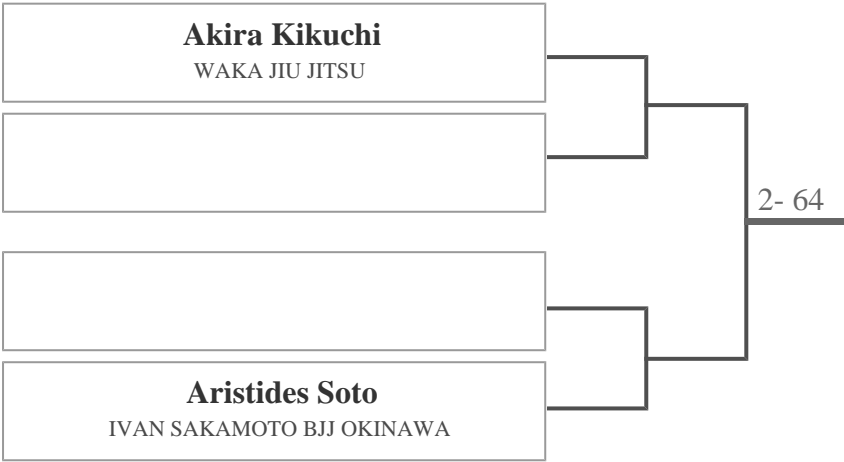 Akira Kikuchi
WAKA JIU JITSU
2- 64
Aristides Soto
IVAN SAKAMOTO BJJ OKINAWA